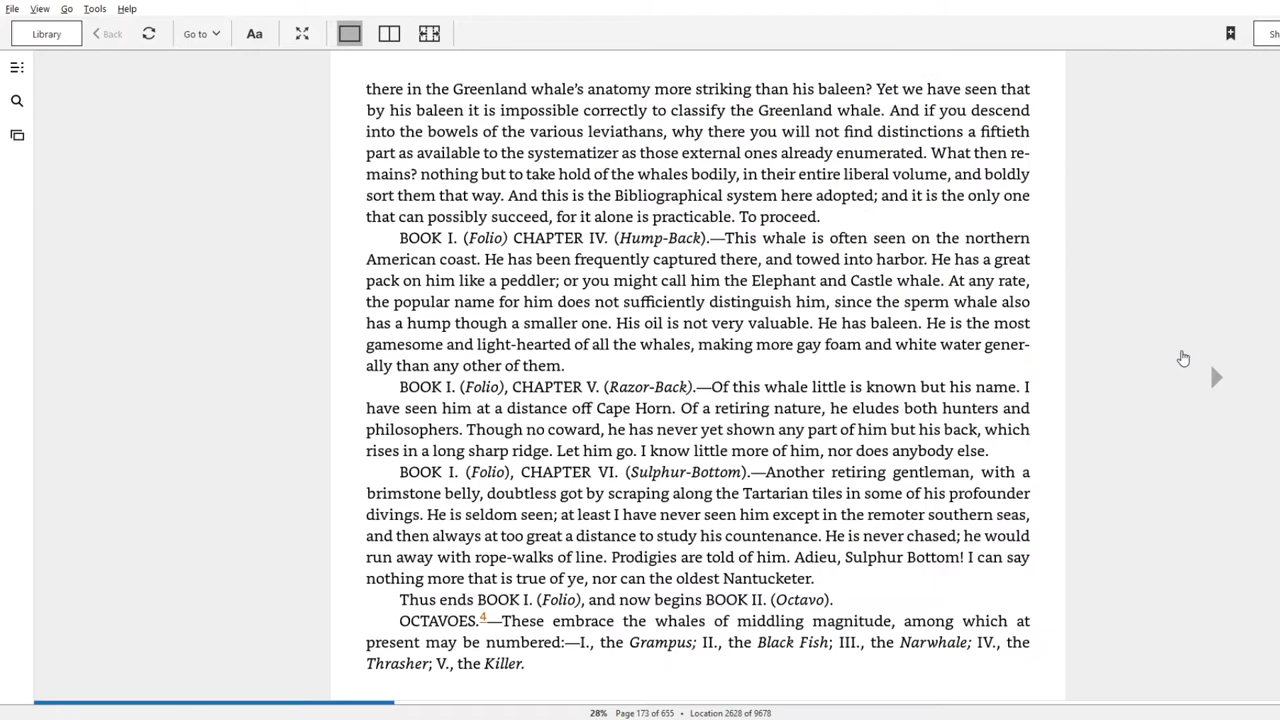 File View Go Tools Help
Library Back Go to Aa
there in the Greenland whale's anatomy more striking than his baleen? Yet we have seen that
by his baleen it is impossible correctly to classify the Greenland whale. And if you descend
into the bowels of the various leviathans, why there you will not find distinctions a fiftieth
part as available to the systematizer as those external ones already enumerated. What then re-
mains? nothing but to take hold of the whales bodily, in their entire liberal volume, and boldly
sort them that way. And this is the Bibliographical system here adopted; and it is the only one
that can possibly succeed, for it alone is practicable. To proceed.
BOOK I. (Folio) CHAPTER IV. (Hump-Back).—This whale is often seen on the northern
American coast. He has been frequently captured there, and towed into harbor. He has a great
pack on him like a peddler; or you might call him the Elephant and Castle whale. At any rate,
the popular name for him does not sufficiently distinguish him, since the sperm whale also
has a hump though a smaller one. His oil is not very valuable. He has baleen. He is the most
gamesome and light-hearted of all the whales, making more gay foam and white water gener-
ally than any other of them.
BOOK I. (Folio), CHAPTER V. (Razor-Back).—Of this whale little is known but his name. I
have seen him at a distance off Cape Horn. Of a retiring nature, he eludes both hunters and
philosophers. Though no coward, he has never yet shown any part of him but his back, which
rises in a long sharp ridge. Let him go. I know little more of him, nor does anybody else.
BOOK I. (Folio), CHAPTER VI. (Sulphur-Bottom).—Another retiring gentleman, with a
brimstone belly, doubtless got by scraping along the Tartarian tiles in some of his profounder
divings. He is seldom seen; at least I have never seen him except in the remoter southern seas,
and then always at too great a distance to study his countenance. He is never chased; he would
run away with rope-walks of line. Prodigies are told of him. Adieu, Sulphur Bottom! I can say
nothing more that is true of ye, nor can the oldest Nantucketer.
Thus ends BOOK I. (Folio), and now begins BOOK II. (Octavo).
OCTAVOES.4—These embrace the whales of middling magnitude, among which at
present may be numbered:—I., the Grampus; II., the Black Fish; III., the Narwhale; IV., the
Thrasher; V., the Killer.
28% Page 173 of 655 • Location 2628 of 9678